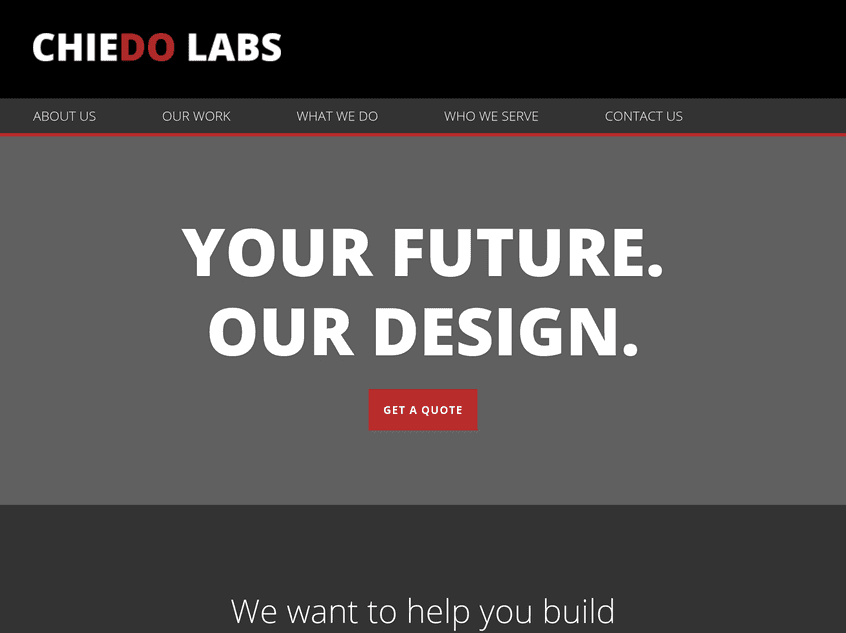 CHIEDO LABS
ABOUT US OUR WORK WHAT WE DO WHO WE SERVE CONTACT US
YOUR FUTURE.
OUR DESIGN.
GET A QUOTE
We want to help you build